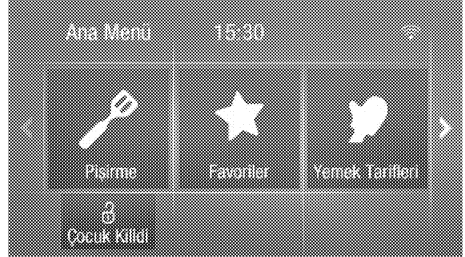 Ana Menü 15:30
Pişirme Favoriler Yemek Tarifleri
Çocuk Kilidi